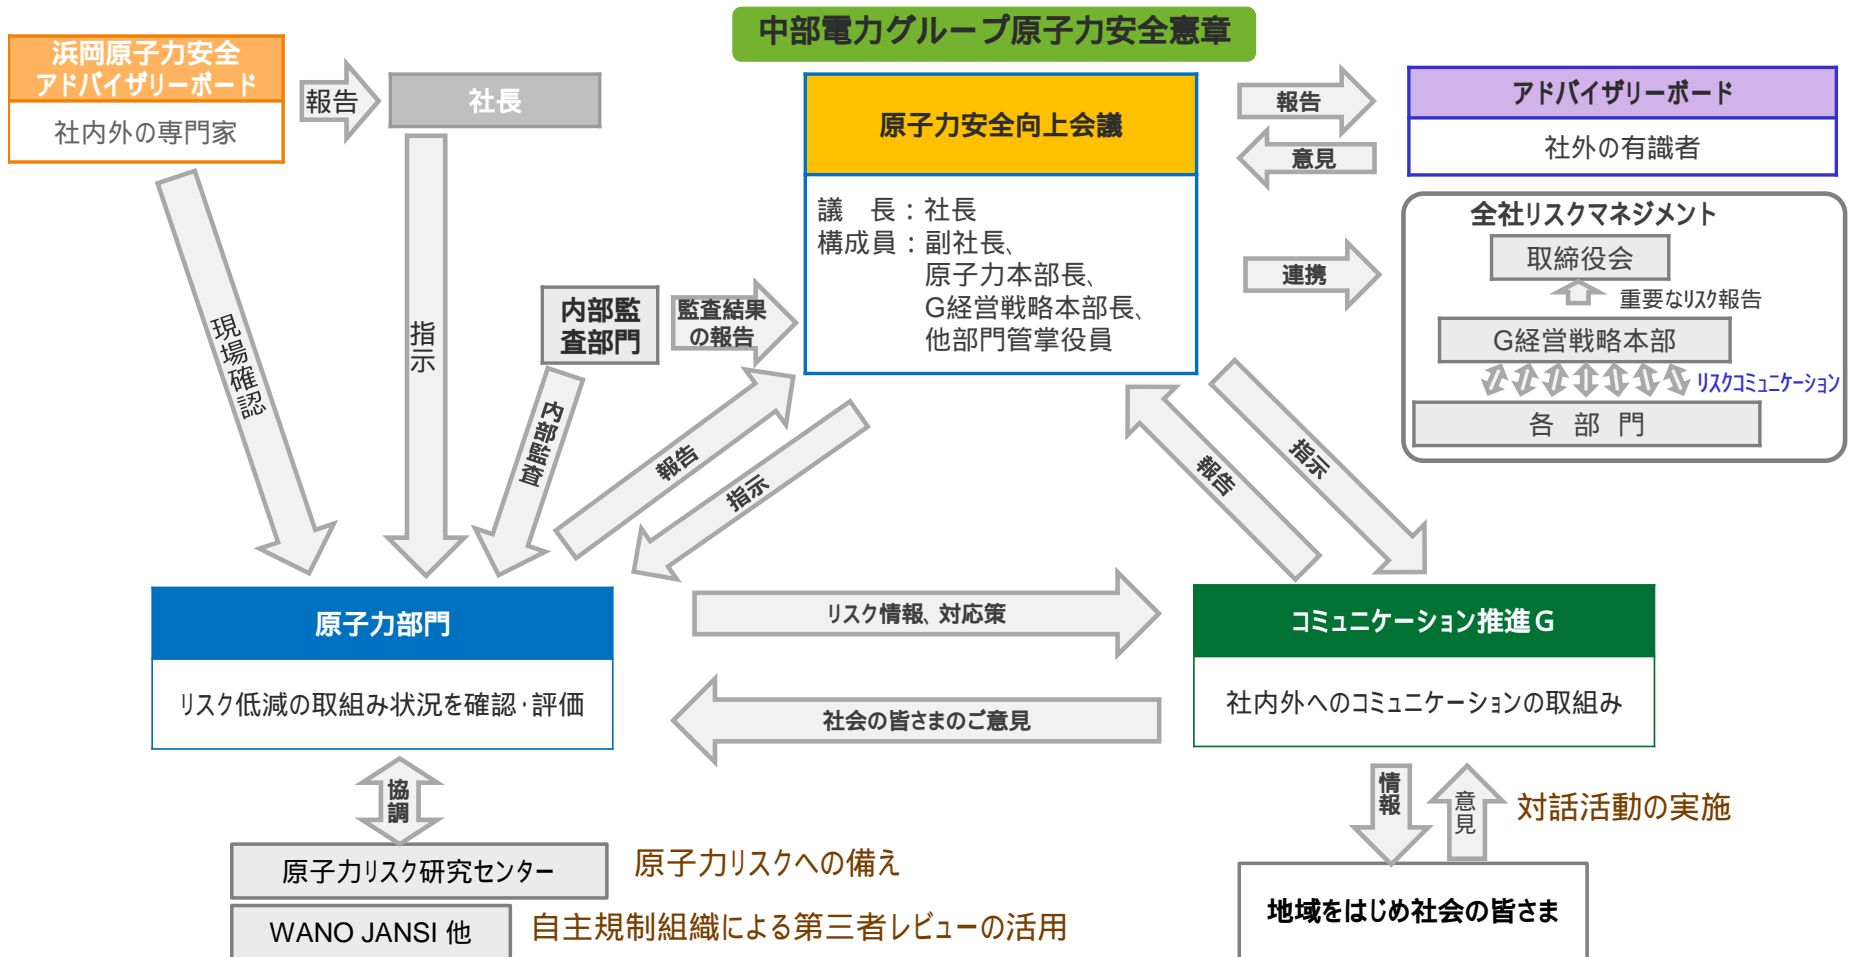 中部電力グループ原子力安全憲章
浜岡原子力安全
アドバイザリーボード
社内外の専門家
報告
社長
原子力安全向上会議
議　長：社長
構成員：副社長、
原子力本部長、
G経営戦略本部長、
他部門管掌役員
報告
意見
アドバイザリーボード
社外の有識者
連携
全社リスクマネジメント
取締役会
重要なリスク報告
G経営戦略本部
リスクコミュニケーション
各　部　門
現場確認
指示
内部監
査部門
監査結果
の報告
内部監査
報告
指示
報告
指示
原子力部門
リスク低減の取組み状況を確認・評価
リスク情報、対応策
社会の皆さまのご意見
コミュニケーション推進G
社内外へのコミュニケーションの取組み
協調
原子力リスク研究センター
原子力リスクへの備え
WANO JANSI 他
自主規制組織による第三者レビューの活用
情報
意見
対話活動の実施
地域をはじめ社会の皆さま